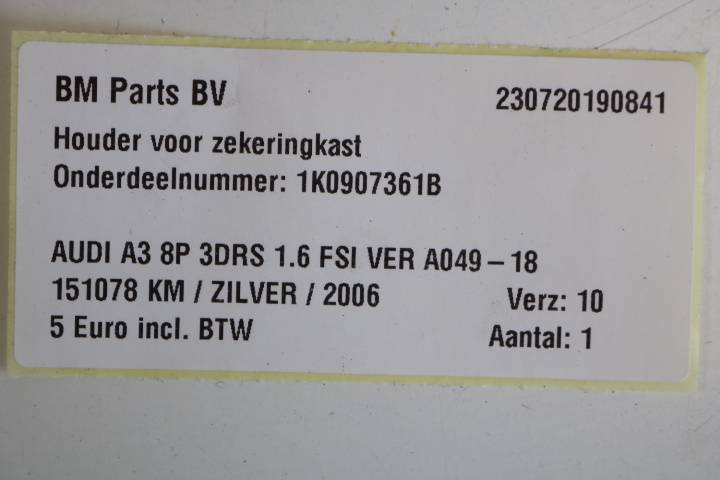 BM Parts BV 230720190841
Houder voor zekeringkast
Onderdeelnummer: 1K0907361B
AUDI A3 8P 3DRS 1.6 FSI VER A049-18
151078 KM / ZILVER / 2006 Verz: 10
5 Euro incl. BTW Aantal: 1